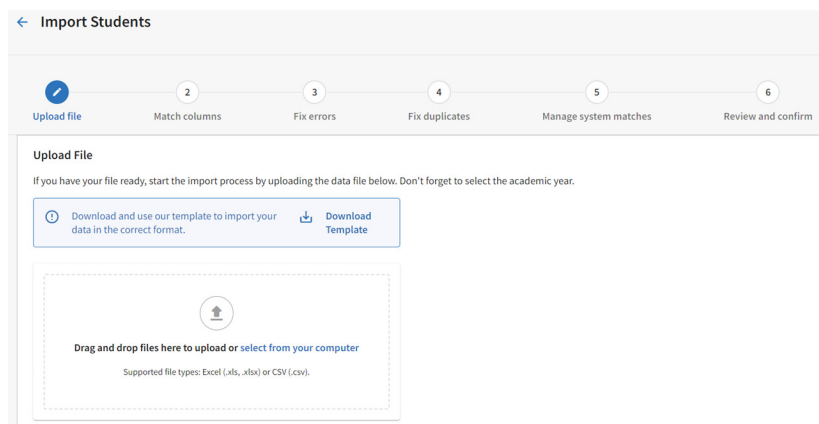 Import Students
2
3
4
5
6
Upload file
Match columns
Fix errors
Fix duplicates
Manage system matches
Review and confirm
Upload File
If you have your file ready, start the import process by uploading the data file below. Don't forget to select the academic year.
Download and use our template to import your
data in the correct format.
Download
Template
Drag and drop files here to upload or select from your computer
Supported file types: Excel (.xls, .xlsx) or CSV (.csv).